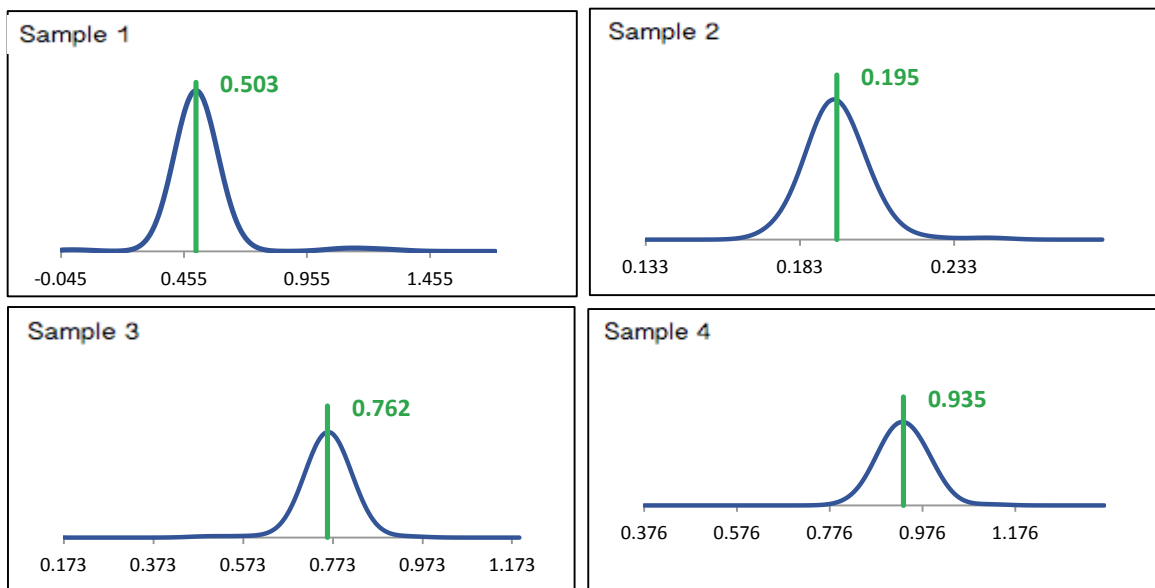 Sample 1
0.503
-0.045 0.455 0.955 1.455
Sample 2
0.195
0.133 0.183 0.233
Sample 3
0.762
0.173 0.373 0.573 0.773 0.973 1.173
Sample 4
0.935
0.376 0.576 0.776 0.976 1.176